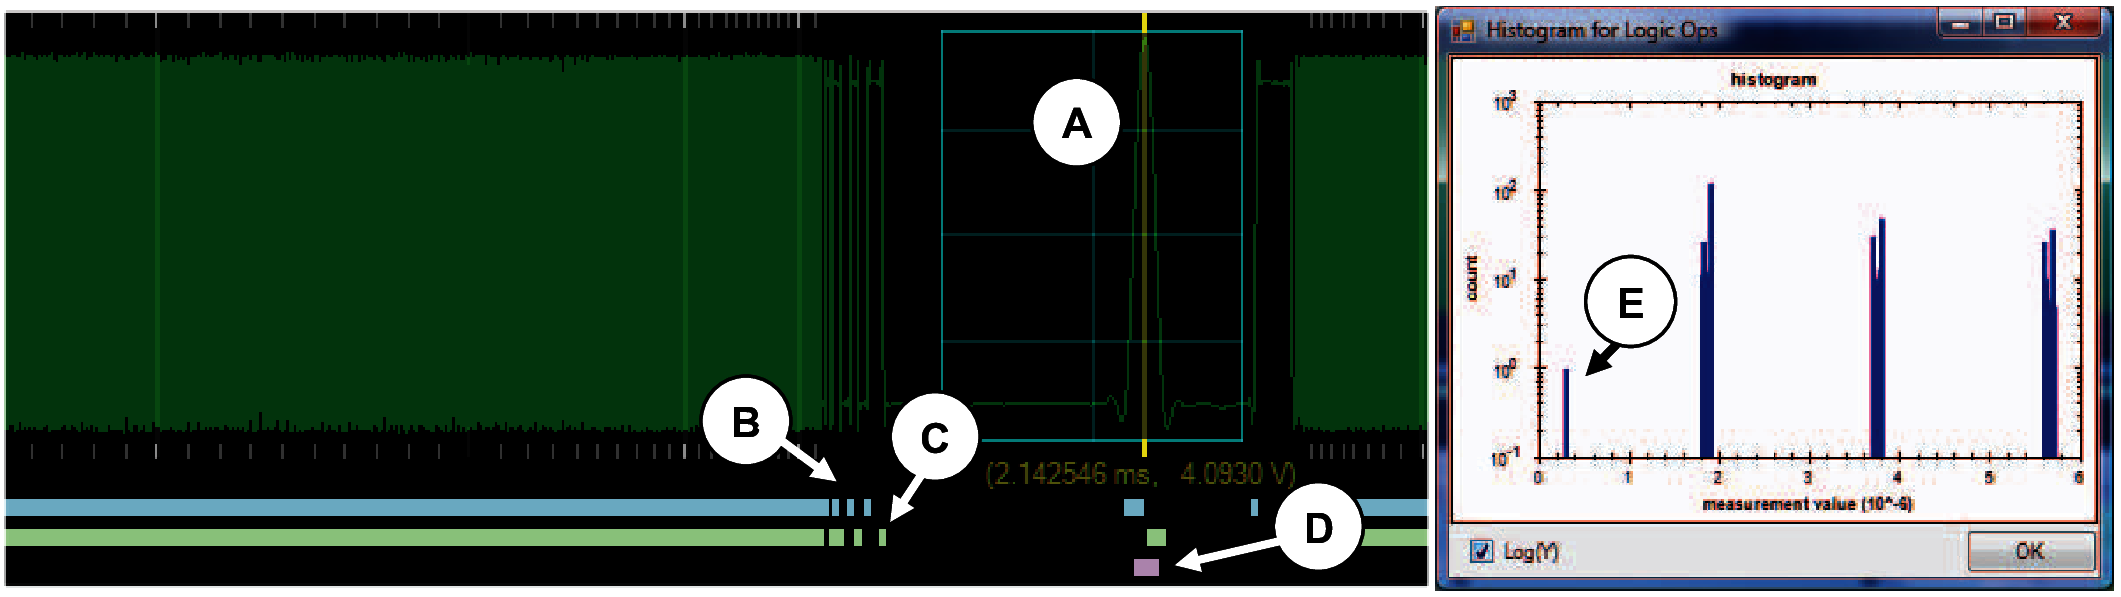 A
B
C
(2.142546 ms, 4.0930 V)
D
Histogram for Logic Ops
histogram
10^3
10^2
10^1
10^0
10^-1
count
E
0 1 2 3 4 5 6
measurement value (10^-6)
Log(Y)
OK